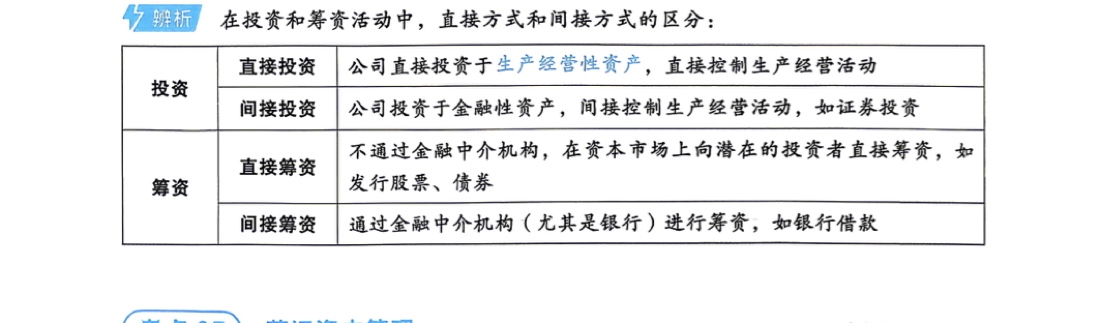 辨析 在投资和筹资活动中，直接方式和间接方式的区分：
投资
直接投资 公司直接投资于生产经营性资产，直接控制生产经营活动
间接投资 公司投资于金融性资产，间接控制生产经营活动，如证券投资
筹资
直接筹资 不通过金融中介机构，在资本市场上向潜在的投资者直接筹资，如
发行股票、债券
间接筹资 通过金融中介机构（尤其是银行）进行筹资，如银行借款